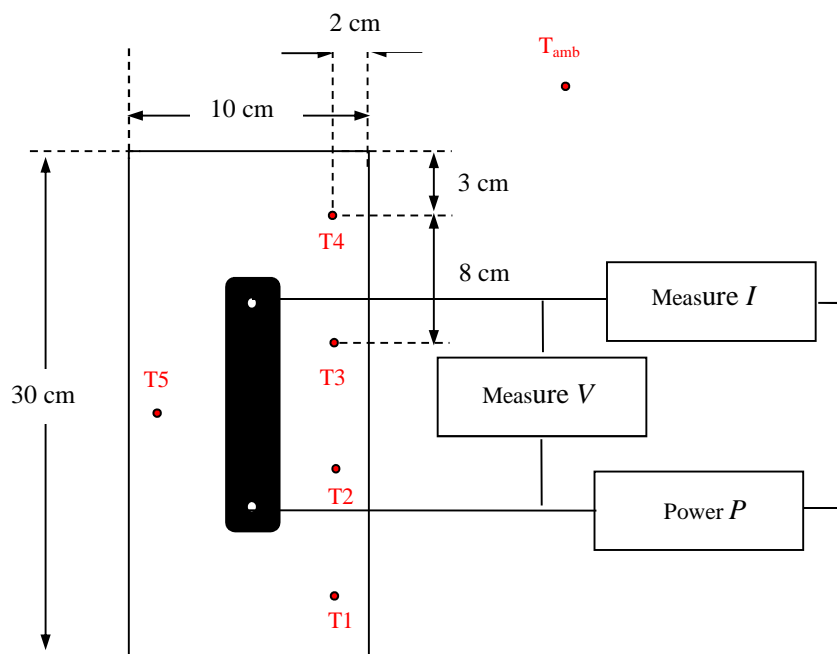 2 cm
T_amb
10 cm
3 cm
T4
8 cm
Measure I
T3
T5
30 cm
Measure V
T2
Power P
T1